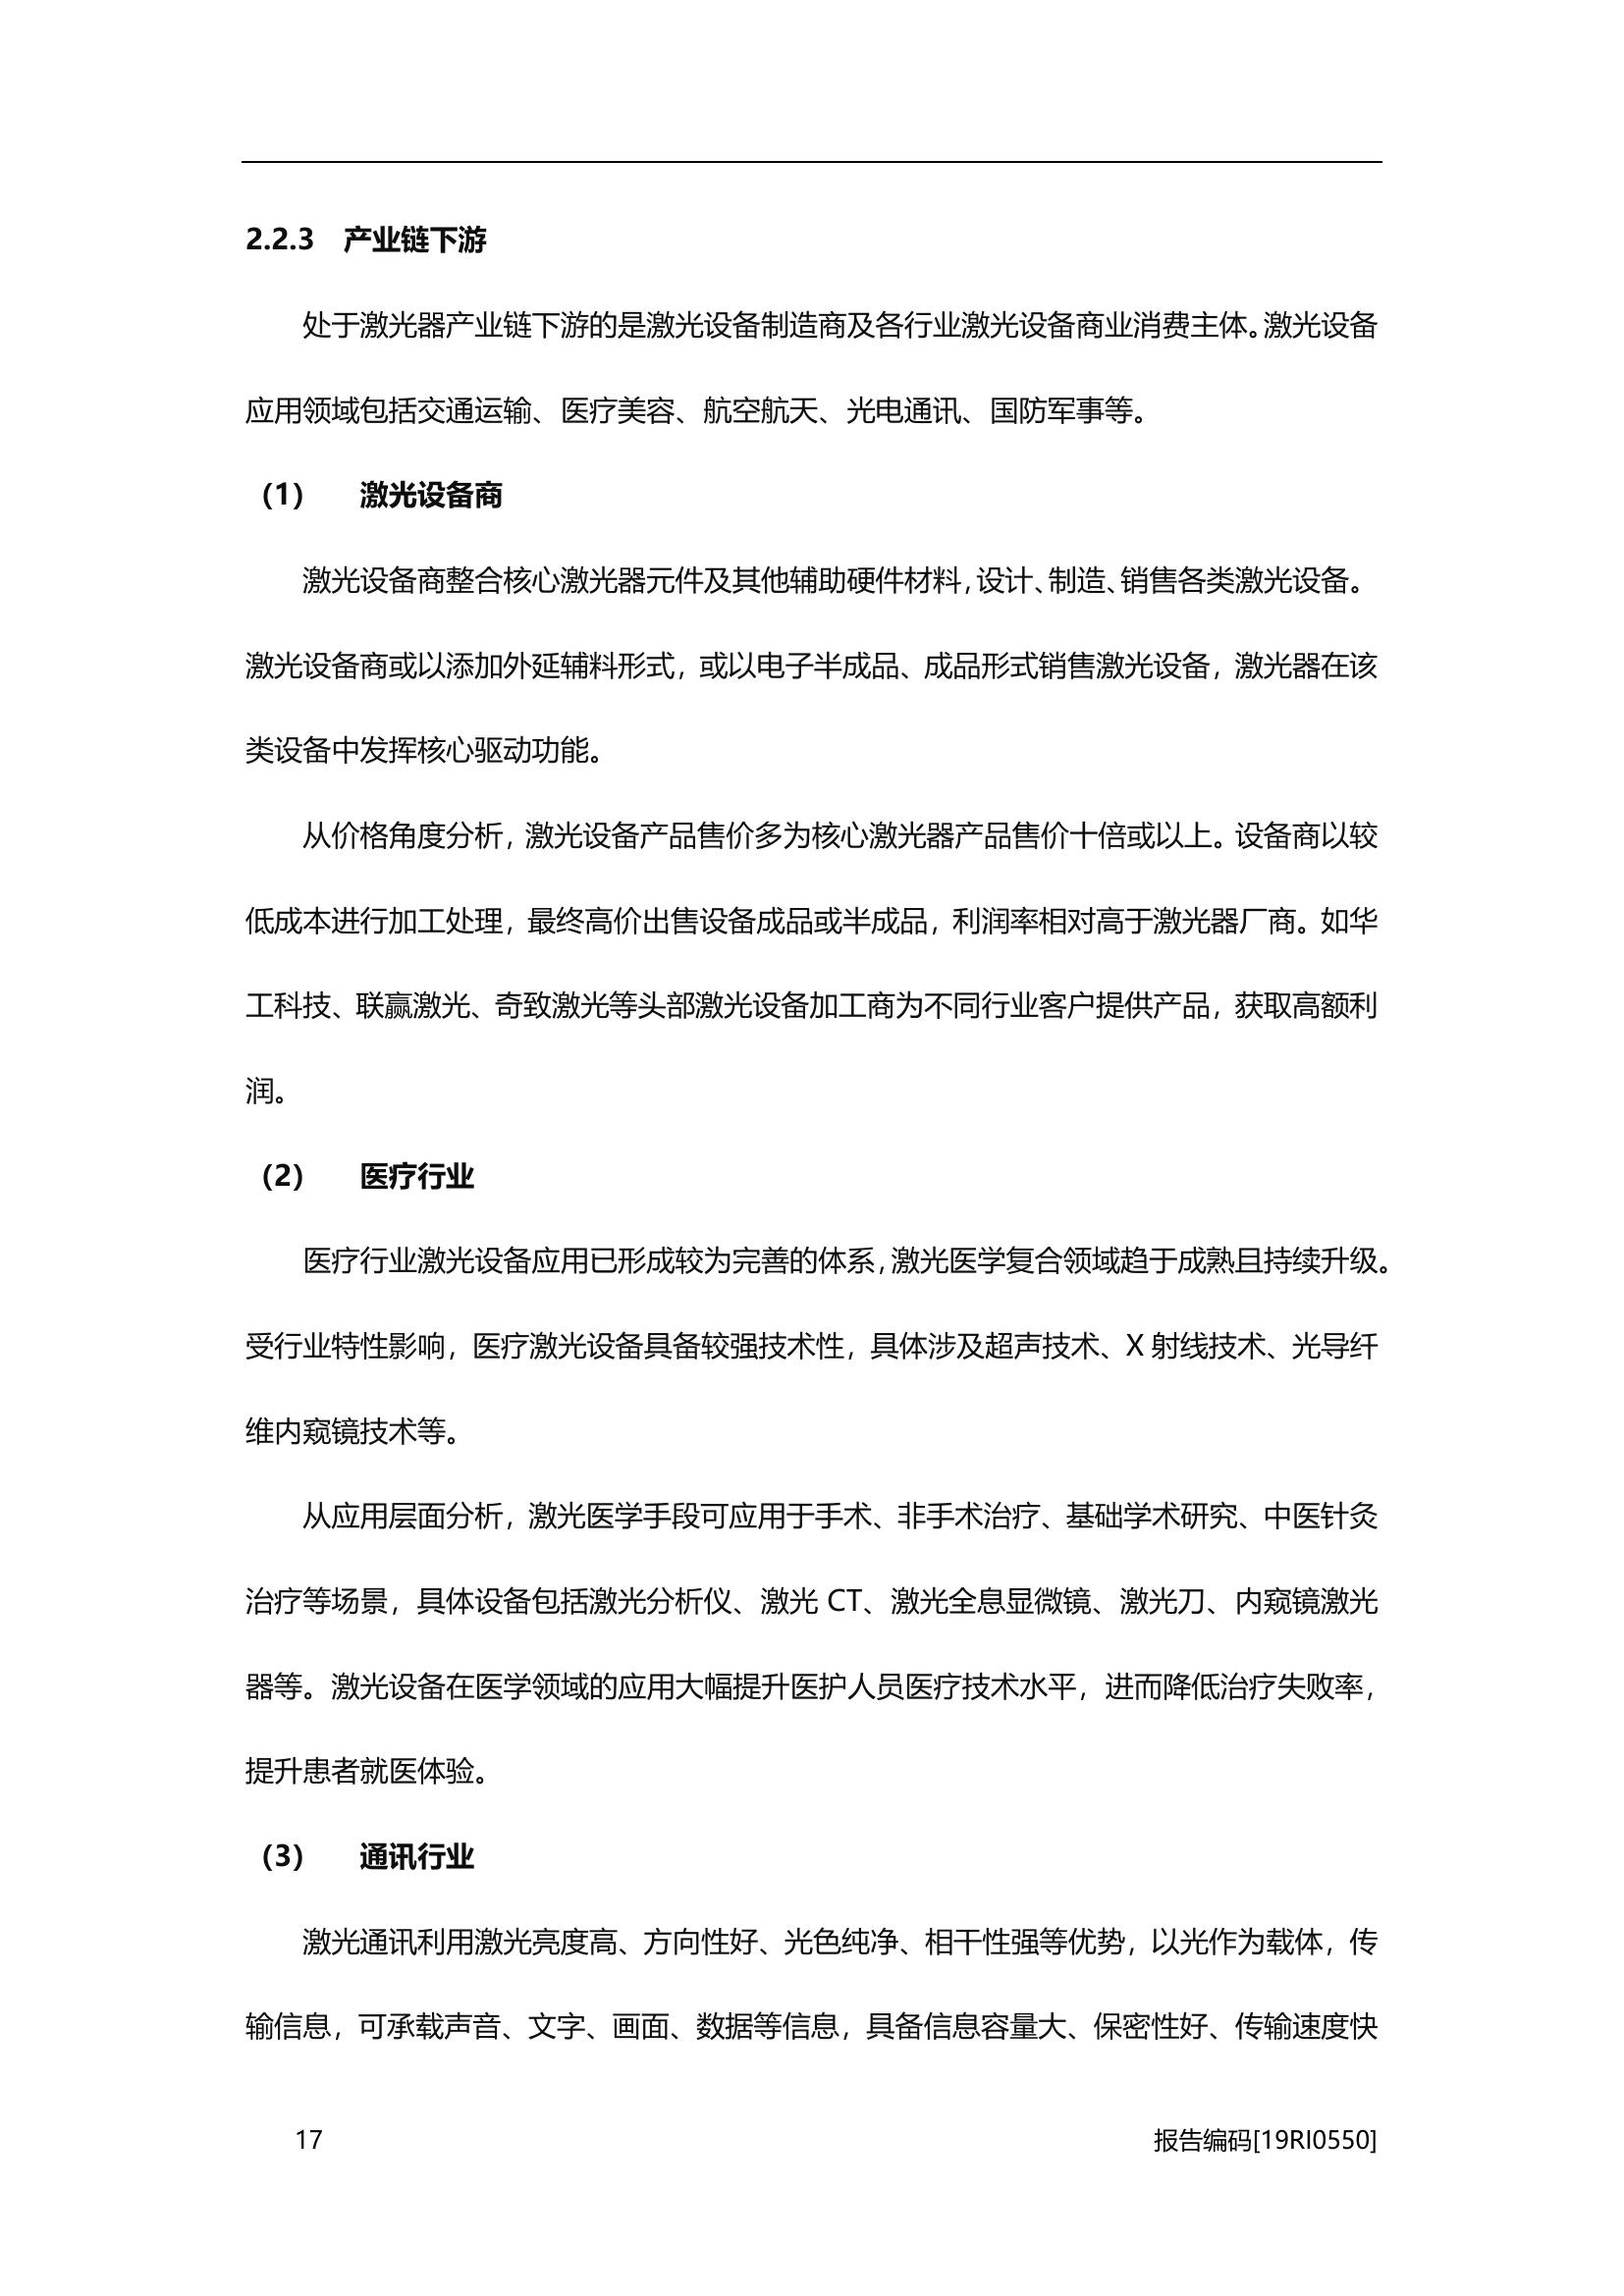 2.2.3 产业链下游
处于激光器产业链下游的是激光设备制造商及各行业激光设备商业消费主体。激光设备
应用领域包括交通运输、医疗美容、航空航天、光电通讯、国防军事等。
（1） 激光设备商
激光设备商整合核心激光器元件及其他辅助硬件材料，设计、制造、销售各类激光设备。
激光设备商或以添加外延辅料形式，或以电子半成品、成品形式销售激光设备，激光器在该
类设备中发挥核心驱动功能。
从价格角度分析，激光设备产品售价多为核心激光器产品售价十倍或以上。设备商以较
低成本进行加工处理，最终高价出售设备成品或半成品，利润率相对高于激光器厂商。如华
工科技、联赢激光、奇致激光等头部激光设备加工商为不同行业客户提供产品，获取高额利
润。
（2） 医疗行业
医疗行业激光设备应用已形成较为完善的体系，激光医学复合领域趋于成熟且持续升级。
受行业特性影响，医疗激光设备具备较强技术性，具体涉及超声技术、X 射线技术、光导纤
维内窥镜技术等。
从应用层面分析，激光医学手段可应用于手术、非手术治疗、基础学术研究、中医针灸
治疗等场景，具体设备包括激光分析仪、激光 CT、激光全息显微镜、激光刀、内窥镜激光
器等。激光设备在医学领域的应用大幅提升医护人员医疗技术水平，进而降低治疗失败率，
提升患者就医体验。
（3） 通讯行业
激光通讯利用激光亮度高、方向性好、光色纯净、相干性强等优势，以光作为载体，传
输信息，可承载声音、文字、画面、数据等信息，具备信息容量大、保密性好、传输速度快
17 报告编码[19RI0550]